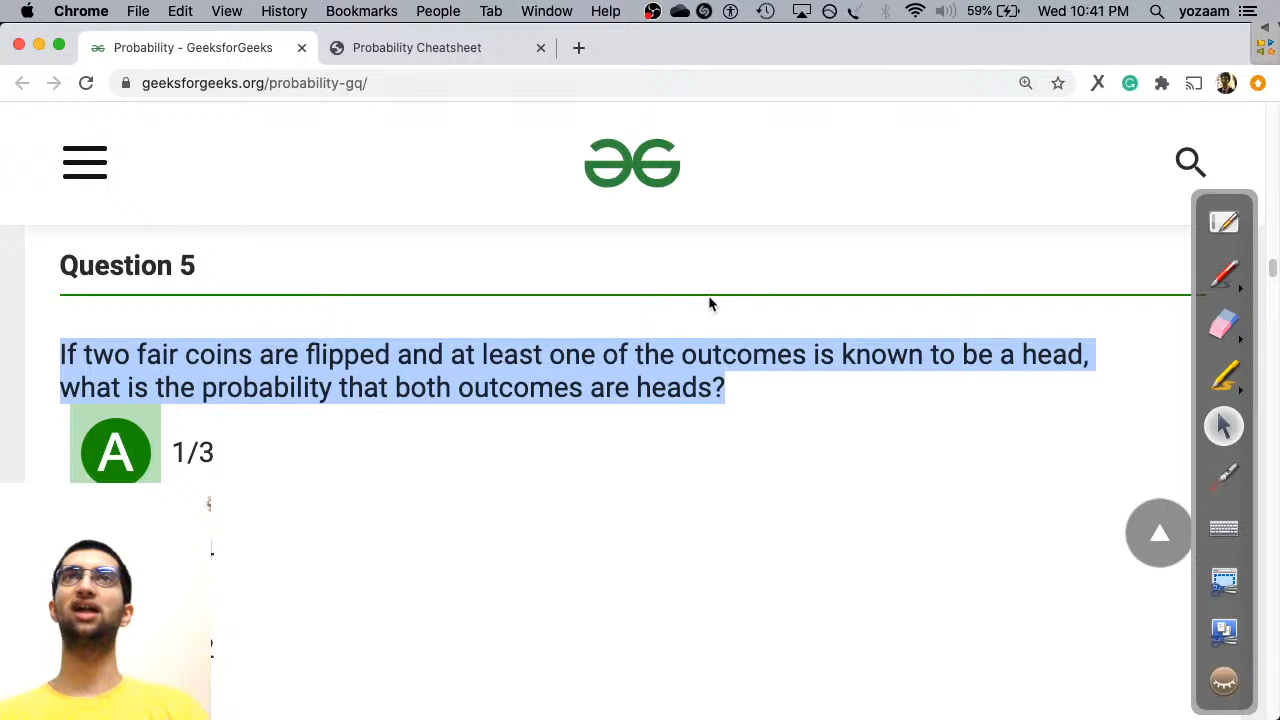 Chrome File Edit View History Bookmarks People Tab Window Help 59% Wed 10:41 PM yozaam
Probability - GeeksforGeeks Probability Cheatsheet
geeksforgeeks.org/probability-gq/
Question 5
If two fair coins are flipped and at least one of the outcomes is known to be a head,
what is the probability that both outcomes are heads?
A 1/3